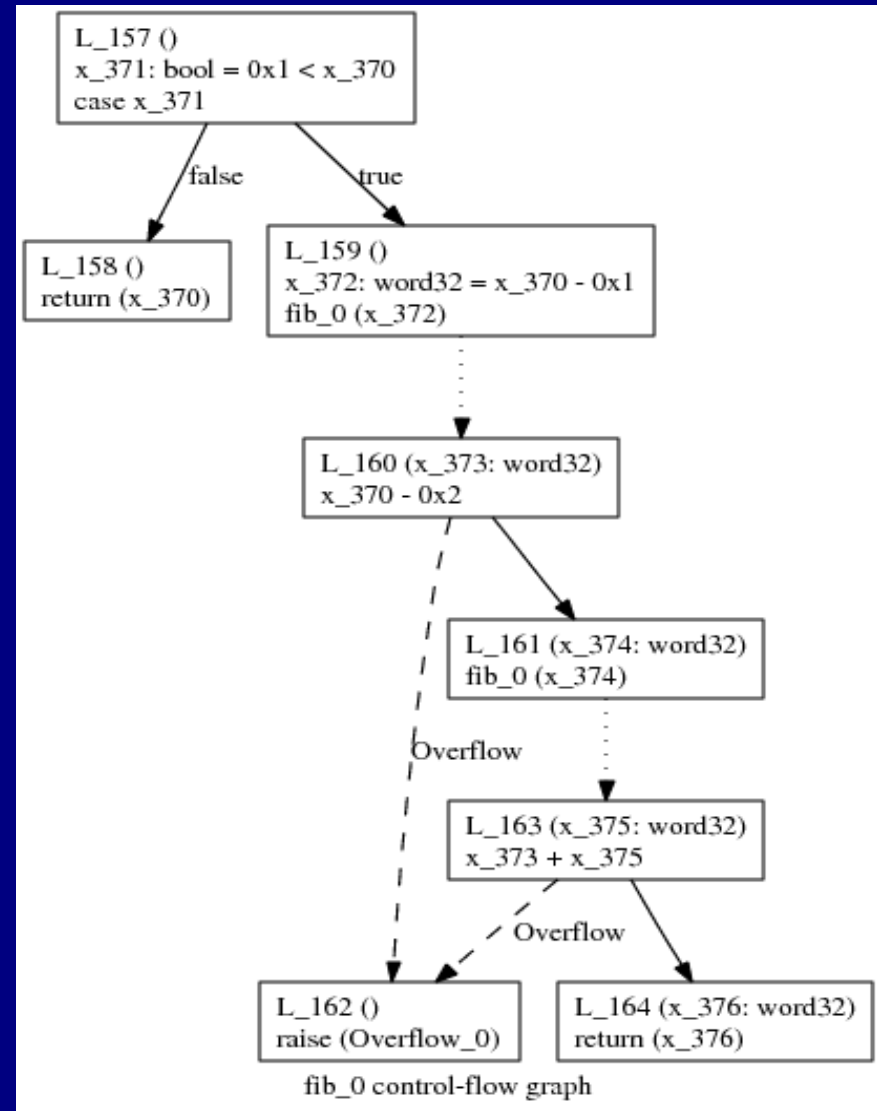 L_157 ()
x_371: bool = 0x1 < x_370
case x_371
false
true
L_158 ()
return (x_370)
L_159 ()
x_372: word32 = x_370 - 0x1
fib_0 (x_372)
L_160 (x_373: word32)
x_370 - 0x2
L_161 (x_374: word32)
fib_0 (x_374)
Overflow
L_163 (x_375: word32)
x_373 + x_375
Overflow
L_162 ()
raise (Overflow_0)
L_164 (x_376: word32)
return (x_376)
fib_0 control-flow graph